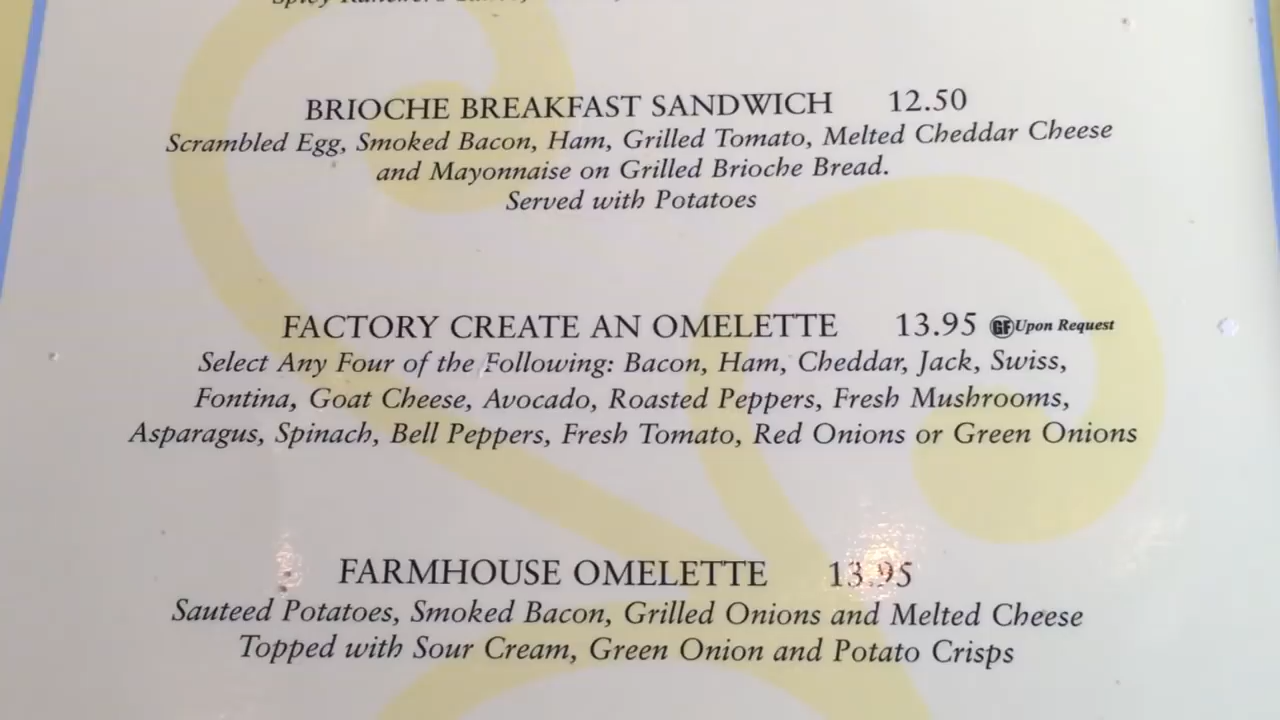 BRIOCHE BREAKFAST SANDWICH 12.50
Scrambled Egg, Smoked Bacon, Ham, Grilled Tomato, Melted Cheddar Cheese
and Mayonnaise on Grilled Brioche Bread.
Served with Potatoes
FACTORY CREATE AN OMELETTE 13.95 GF Upon Request
Select Any Four of the Following: Bacon, Ham, Cheddar, Jack, Swiss,
Fontina, Goat Cheese, Avocado, Roasted Peppers, Fresh Mushrooms,
Asparagus, Spinach, Bell Peppers, Fresh Tomato, Red Onions or Green Onions
FARMHOUSE OMELETTE 13.95
Sauteed Potatoes, Smoked Bacon, Grilled Onions and Melted Cheese
Topped with Sour Cream, Green Onion and Potato Crisps